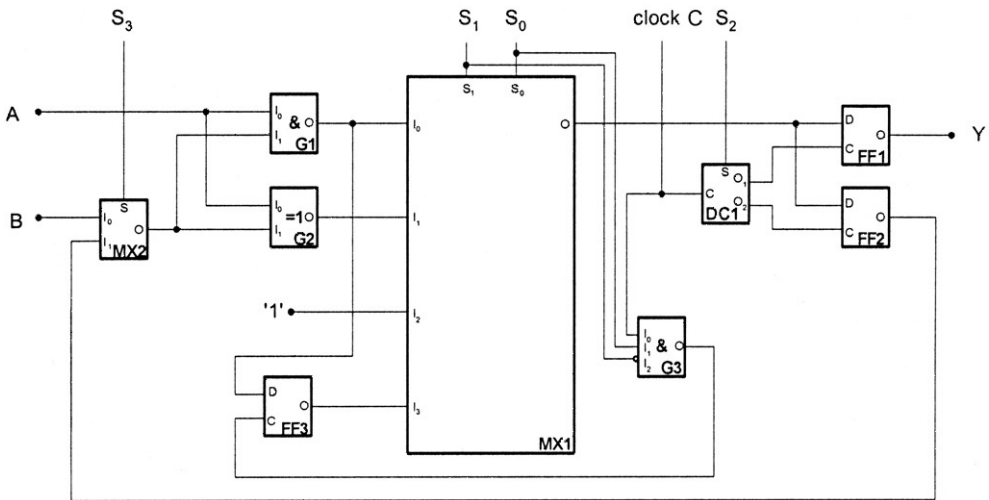 S3 S1 S0 clock C S2
S1 S0
A I0 & I1 G1 I0 O D C O FF1 Y
B S I0 I1 O MX2
I0 =1 O I1 G2 I1
C S O1 O2 DC1
D C O FF2
'1' I2
I0 I1 & I2 O G3
D C O FF3 I3
MX1